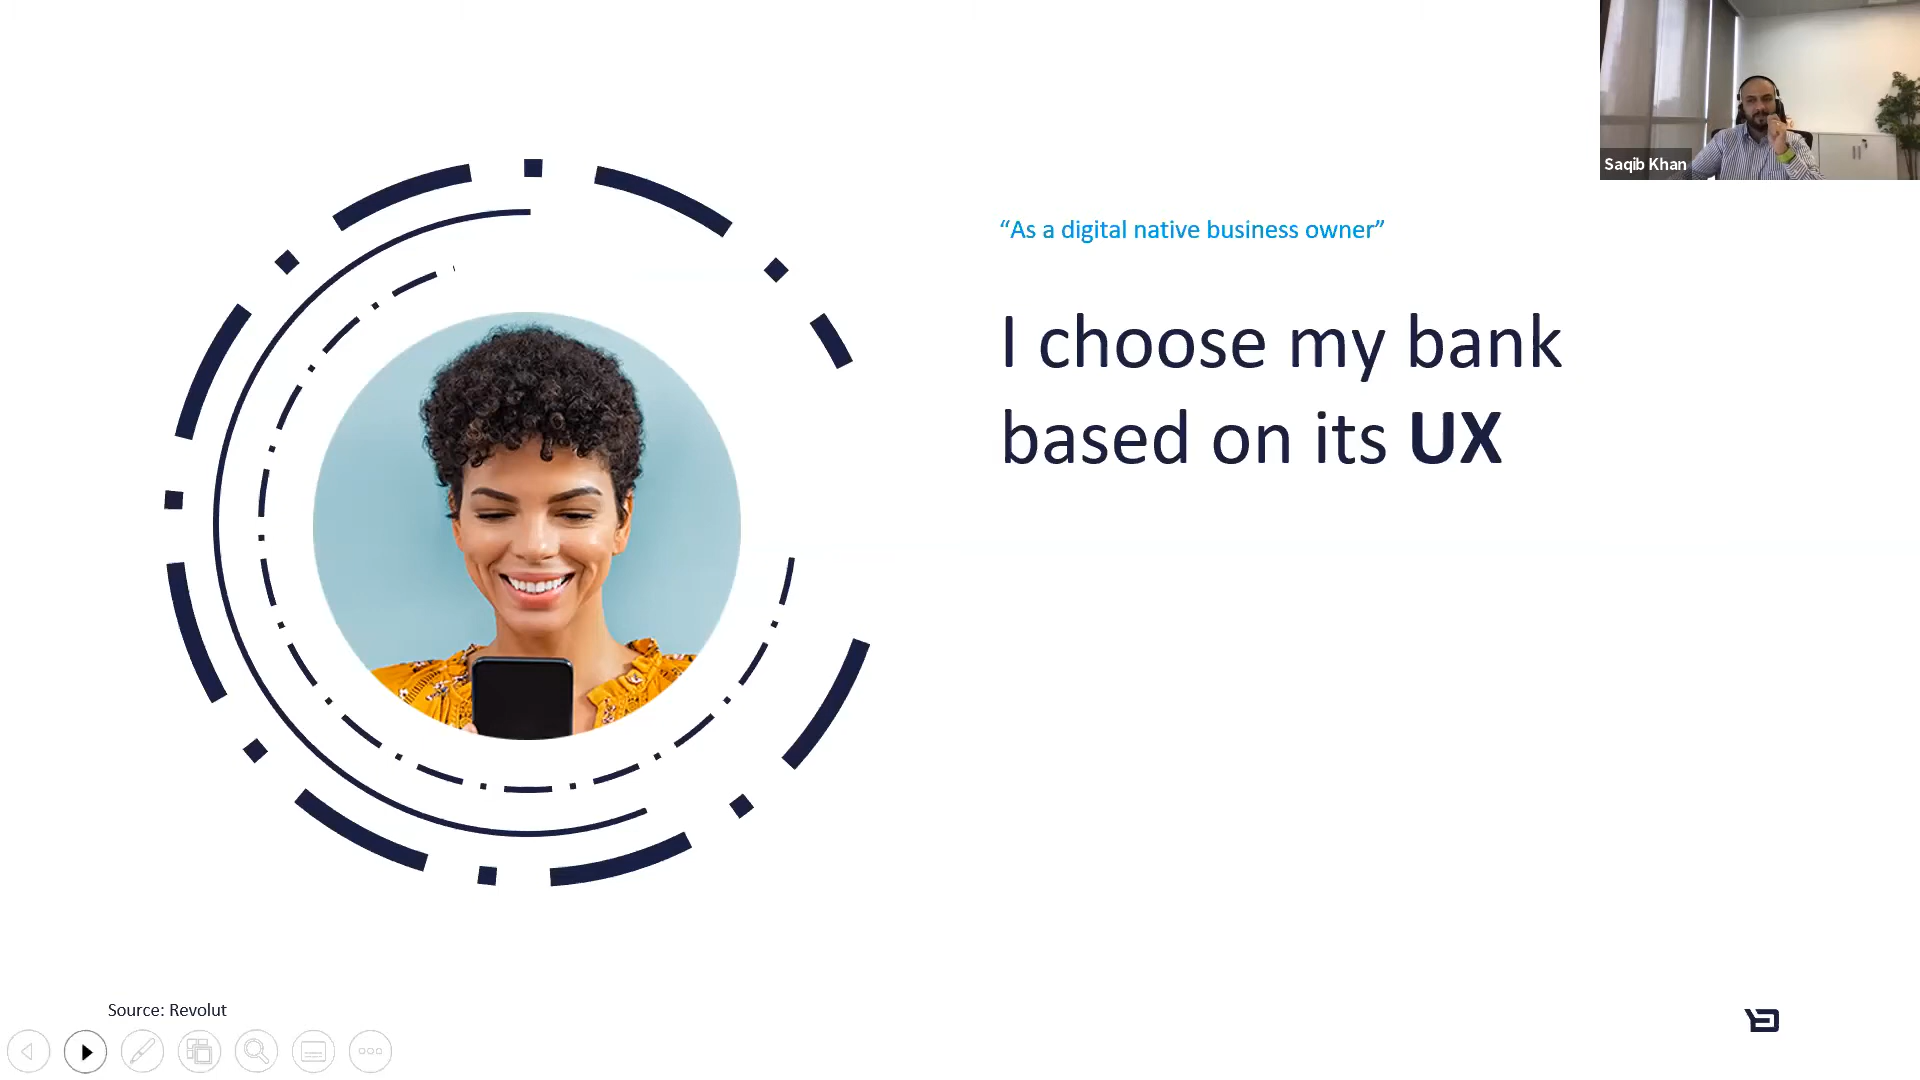 Saqib Khan
“As a digital native business owner”
I choose my bank
based on its UX
Source: Revolut